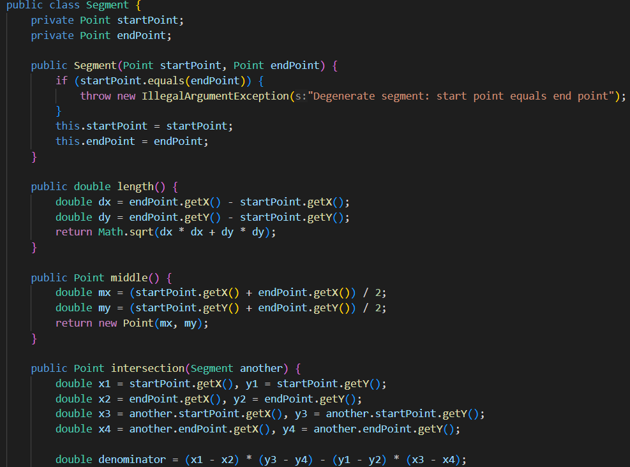 public class Segment {
    private Point startPoint;
    private Point endPoint;

    public Segment(Point startPoint, Point endPoint) {
        if (startPoint.equals(endPoint)) {
            throw new IllegalArgumentException(s:"Degenerate segment: start point equals end point");
        }
        this.startPoint = startPoint;
        this.endPoint = endPoint;
    }

    public double length() {
        double dx = endPoint.getX() - startPoint.getX();
        double dy = endPoint.getY() - startPoint.getY();
        return Math.sqrt(dx * dx + dy * dy);
    }

    public Point middle() {
        double mx = (startPoint.getX() + endPoint.getX()) / 2;
        double my = (startPoint.getY() + endPoint.getY()) / 2;
        return new Point(mx, my);
    }

    public Point intersection(Segment another) {
        double x1 = startPoint.getX(), y1 = startPoint.getY();
        double x2 = endPoint.getX(), y2 = endPoint.getY();
        double x3 = another.startPoint.getX(), y3 = another.startPoint.getY();
        double x4 = another.endPoint.getX(), y4 = another.endPoint.getY();

        double denominator = (x1 - x2) * (y3 - y4) - (y1 - y2) * (x3 - x4);